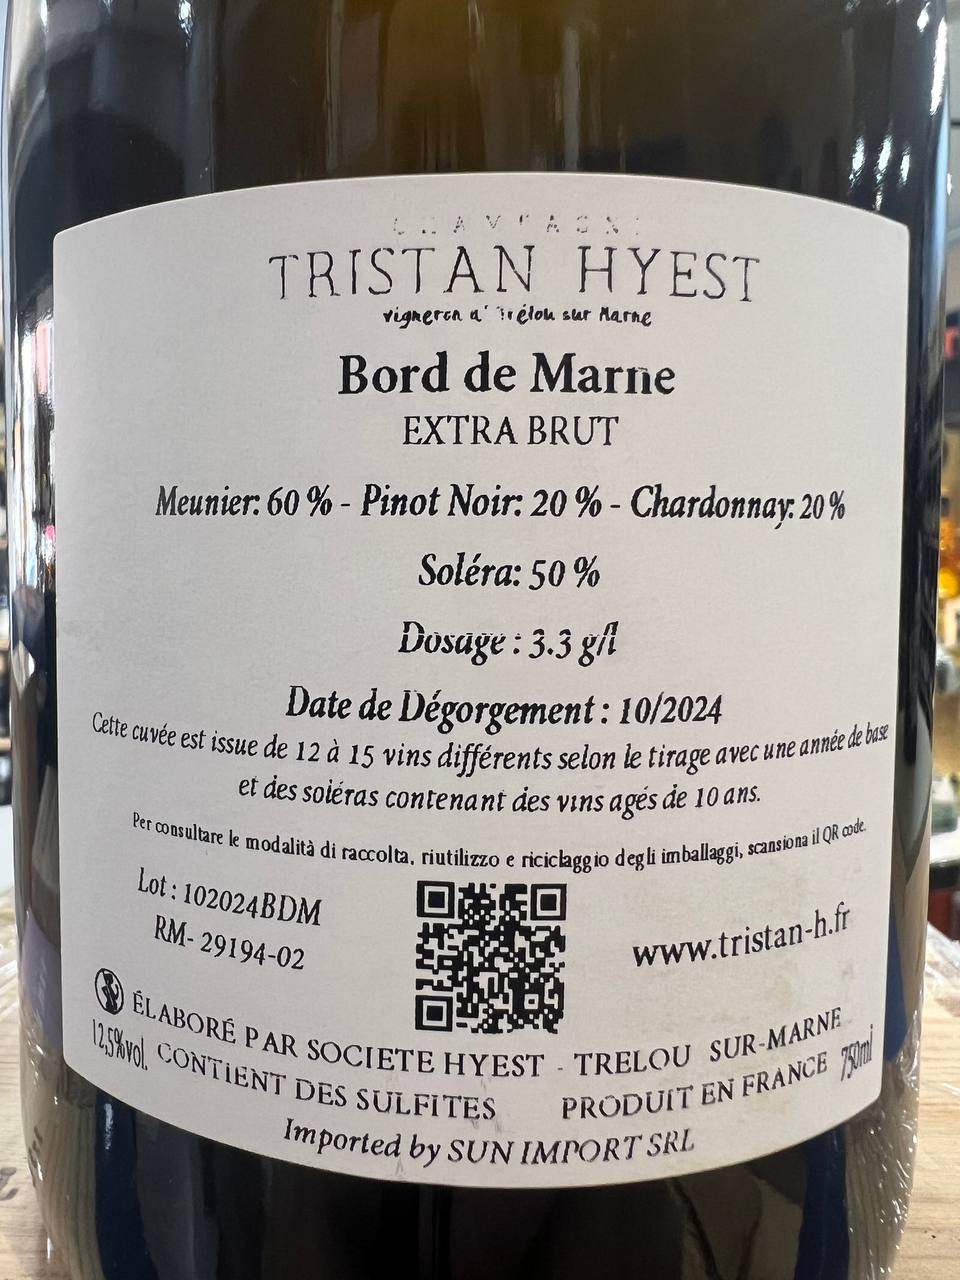 CHAMPAGNE
TRISTAN HYEST
vigneron à Trélou sur Marne
Bord de Marne
EXTRA BRUT
Meunier: 60 % - Pinot Noir: 20 % - Chardonnay: 20 %
Soléra: 50 %
Dosage : 3.3 g/l
Date de Dégorgement : 10/2024
Cette cuvée est issue de 12 à 15 vins différents selon le tirage avec une année de base
et des soléras contenant des vins agés de 10 ans.
Per consultare le modalità di raccolta, riutilizzo e riciclaggio degli imballaggi, scansiona il QR code.
Lot : 102024BDM
RM- 29194-02
www.tristan-h.fr
ÉLABORÉ PAR SOCIETE HYEST - TRELOU SUR-MARNE
12,5%vol. CONTIENT DES SULFITES PRODUIT EN FRANCE 750ml
Imported by SUN IMPORT SRL